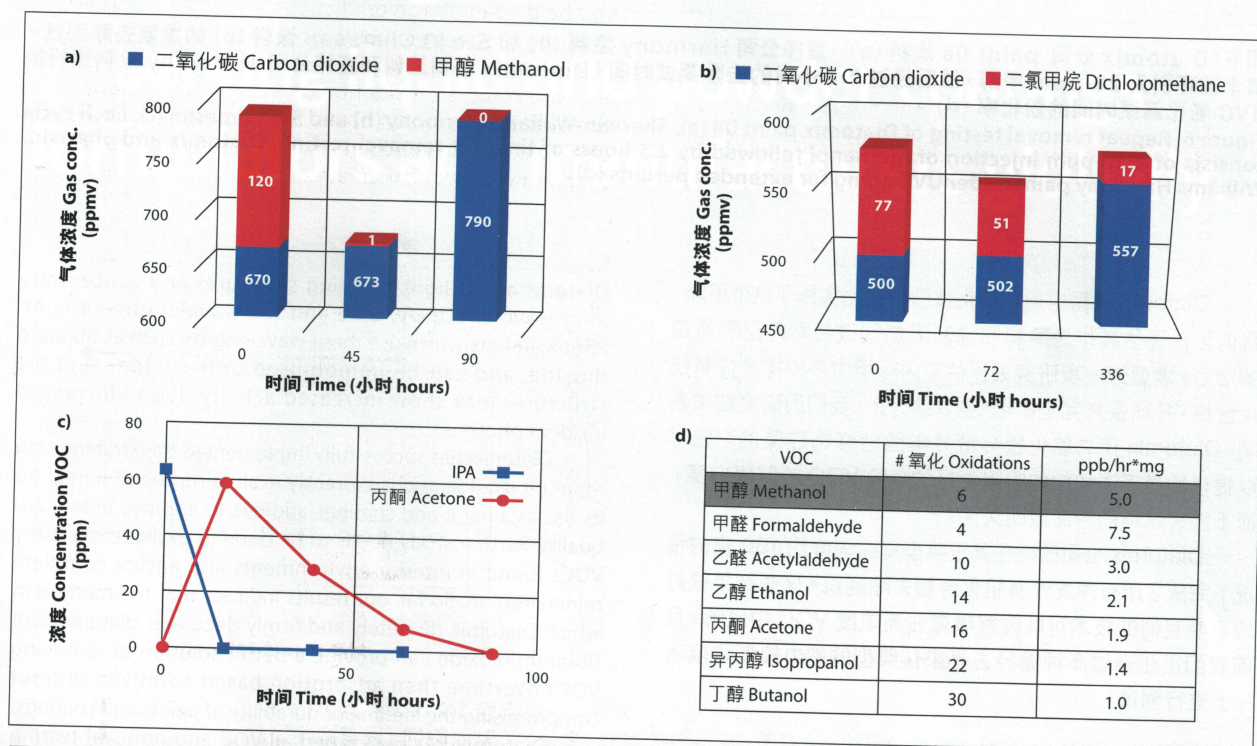 a)
二氧化碳 Carbon dioxide 甲醇 Methanol
气体浓度 Gas conc.
(ppmv)
800
750
700
650
600
120
670
1
673
0
790
0 45 90
时间 Time (小时 hours)
b)
二氧化碳 Carbon dioxide 二氯甲烷 Dichloromethane
气体浓度 Gas conc.
(ppmv)
600
550
500
450
77
500
51
502
17
557
0 72 336
时间 Time (小时 hours)
c)
浓度 Concentration VOC
(ppm)
80
60
40
20
0
IPA
丙酮 Acetone
0 50 100
时间 Time (小时 hours)
d)
VOC # 氧化 Oxidations ppb/hr*mg
甲醇 Methanol 6 5.0
甲醛 Formaldehyde 4 7.5
乙醛 Acetylaldehyde 10 3.0
乙醇 Ethanol 14 2.1
丙酮 Acetone 16 1.9
异丙醇 Isopropanol 22 1.4
丁醇 Butanol 30 1.0